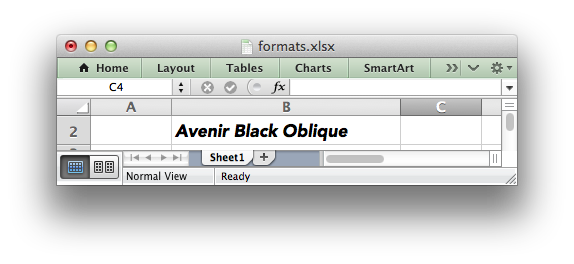 formats.xlsx
Home Layout Tables Charts SmartArt
C4 fx
A B C
2 Avenir Black Oblique
Sheet1
Normal View Ready